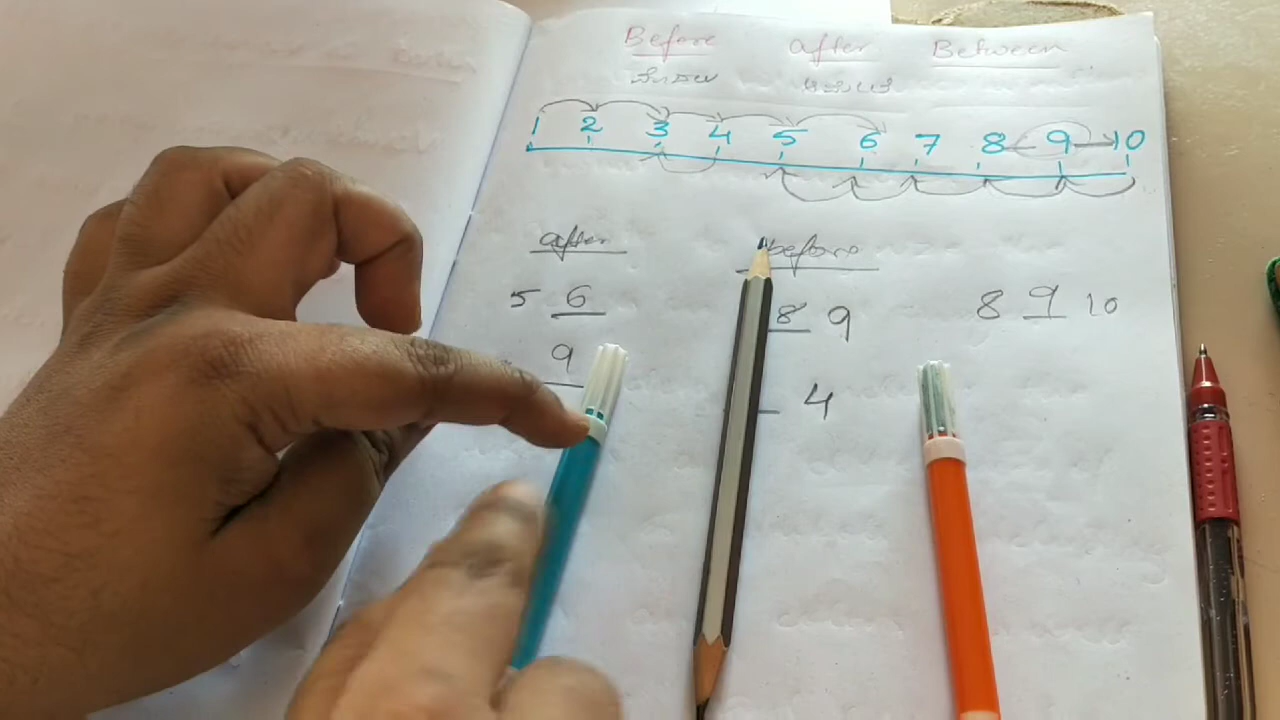 Before after Between
ಮೊದಲು
1 2 3 4 5 6 7 8 9 10
after before
5 6 8 9 8 9 10
9
4